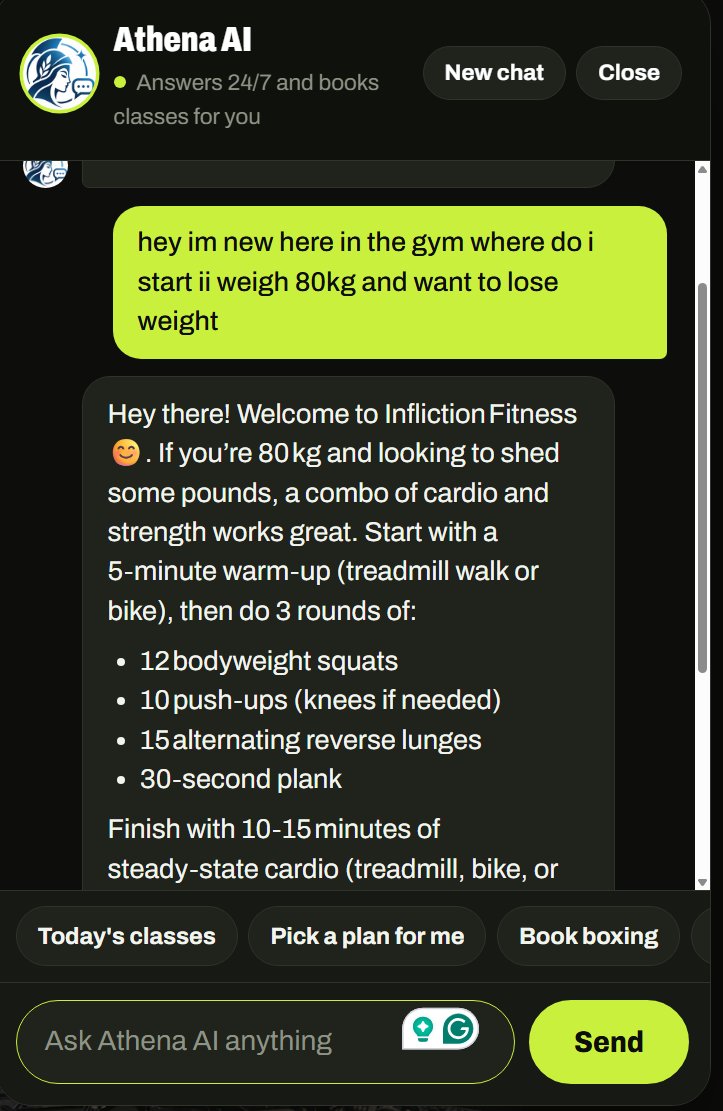 Athena AI
Answers 24/7 and books
classes for you
New chat
Close
hey im new here in the gym where do i
start ii weigh 80kg and want to lose
weight
Hey there! Welcome to Infliction Fitness
😊 . If you’re 80 kg and looking to shed
some pounds, a combo of cardio and
strength works great. Start with a
5-minute warm-up (treadmill walk or
bike), then do 3 rounds of:
• 12 bodyweight squats
• 10 push-ups (knees if needed)
• 15 alternating reverse lunges
• 30-second plank
Finish with 10-15 minutes of
steady-state cardio (treadmill, bike, or
Today's classes
Pick a plan for me
Book boxing
Ask Athena AI anything
Send